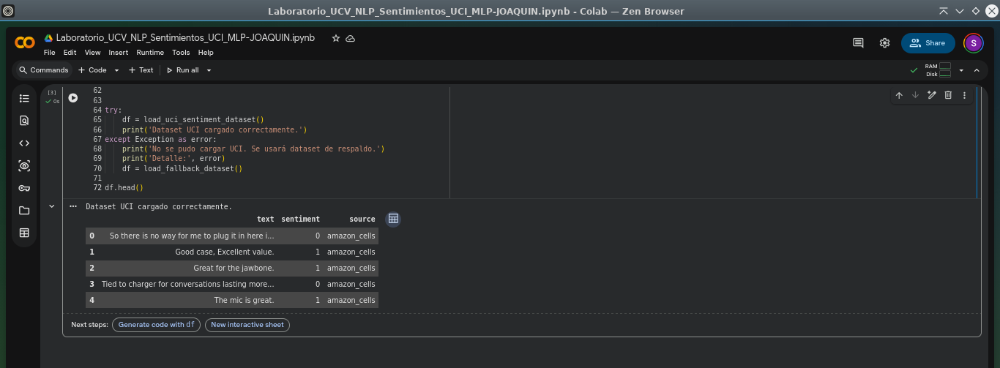 Laboratorio_UCV_NLP_Sentimientos_UCI_MLP-JOAQUIN.ipynb - Colab — Zen Browser
Laboratorio_UCV_NLP_Sentimientos_UCI_MLP-JOAQUIN.ipynb
File Edit View Insert Runtime Tools Help
Share
S
Commands + Code + Text Run all
RAM
Disk
[3]
0s
62
63
64 try:
65 df = load_uci_sentiment_dataset()
66 print('Dataset UCI cargado correctamente.')
67 except Exception as error:
68 print('No se pudo cargar UCI. Se usará dataset de respaldo.')
69 print('Detalle:', error)
70 df = load_fallback_dataset()
71
72 df.head()
Dataset UCI cargado correctamente.
text sentiment source
0 So there is no way for me to plug it in here i... 0 amazon_cells
1 Good case, Excellent value. 1 amazon_cells
2 Great for the jawbone. 1 amazon_cells
3 Tied to charger for conversations lasting more... 0 amazon_cells
4 The mic is great. 1 amazon_cells
Next steps: Generate code with df New interactive sheet